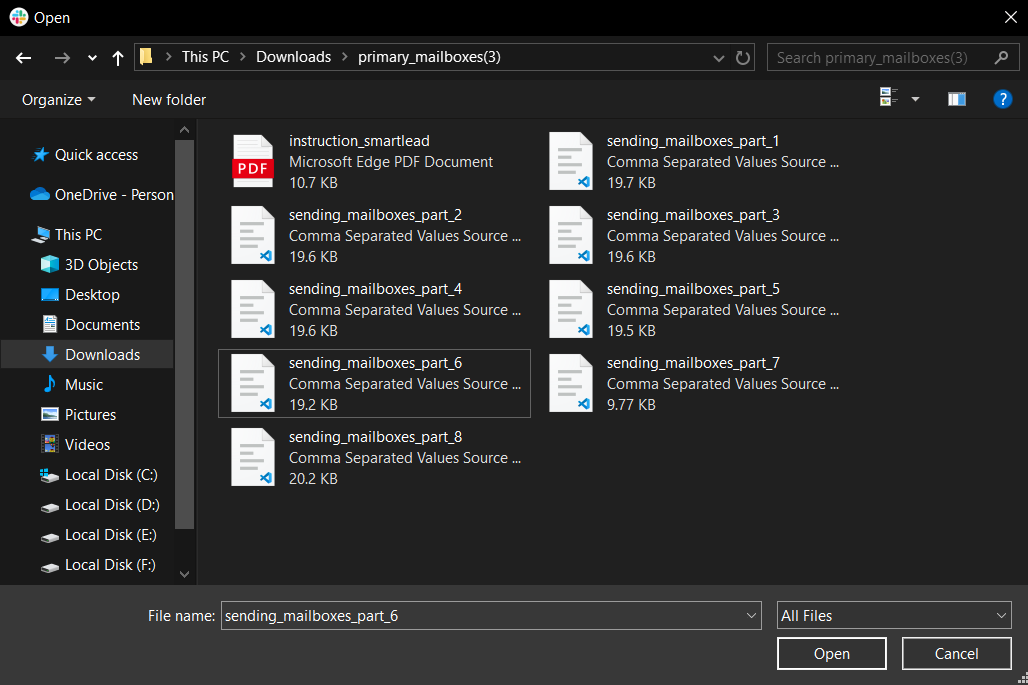 Open
This PC > Downloads > primary_mailboxes(3)
Search primary_mailboxes(3)
Organize
New folder
?
Quick access
OneDrive - Person
This PC
3D Objects
Desktop
Documents
Downloads
Music
Pictures
Videos
Local Disk (C:)
Local Disk (D:)
Local Disk (E:)
Local Disk (F:)
PDF
instruction_smartlead
Microsoft Edge PDF Document
10.7 KB
sending_mailboxes_part_1
Comma Separated Values Source ...
19.7 KB
sending_mailboxes_part_2
Comma Separated Values Source ...
19.6 KB
sending_mailboxes_part_3
Comma Separated Values Source ...
19.6 KB
sending_mailboxes_part_4
Comma Separated Values Source ...
19.6 KB
sending_mailboxes_part_5
Comma Separated Values Source ...
19.5 KB
sending_mailboxes_part_6
Comma Separated Values Source ...
19.2 KB
sending_mailboxes_part_7
Comma Separated Values Source ...
9.77 KB
sending_mailboxes_part_8
Comma Separated Values Source ...
20.2 KB
File name:
sending_mailboxes_part_6
All Files
Open
Cancel